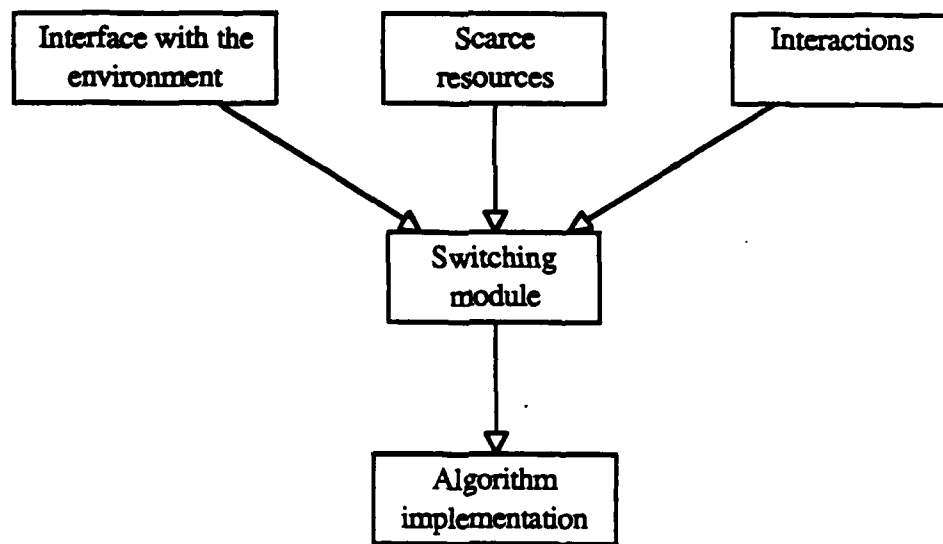 Interface with the
environment
Scarce
resources
Interactions
Switching
module
Algorithm
implementation